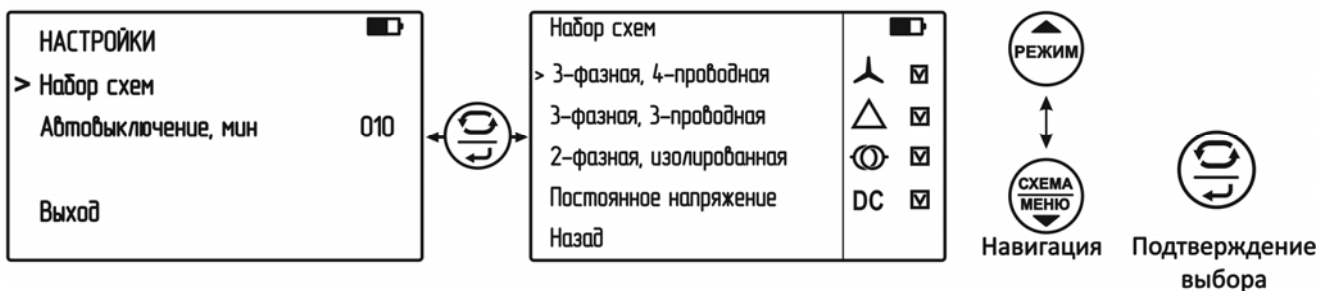 НАСТРОЙКИ
> Набор схем
Автовыключение, мин 010
Выход
Набор схем
> 3-фазная, 4-проводная
3-фазная, 3-проводная
2-фазная, изолированная
Постоянное напряжение DC
Назад
РЕЖИМ
СХЕМА
МЕНЮ
Навигация
Подтверждение
выбора